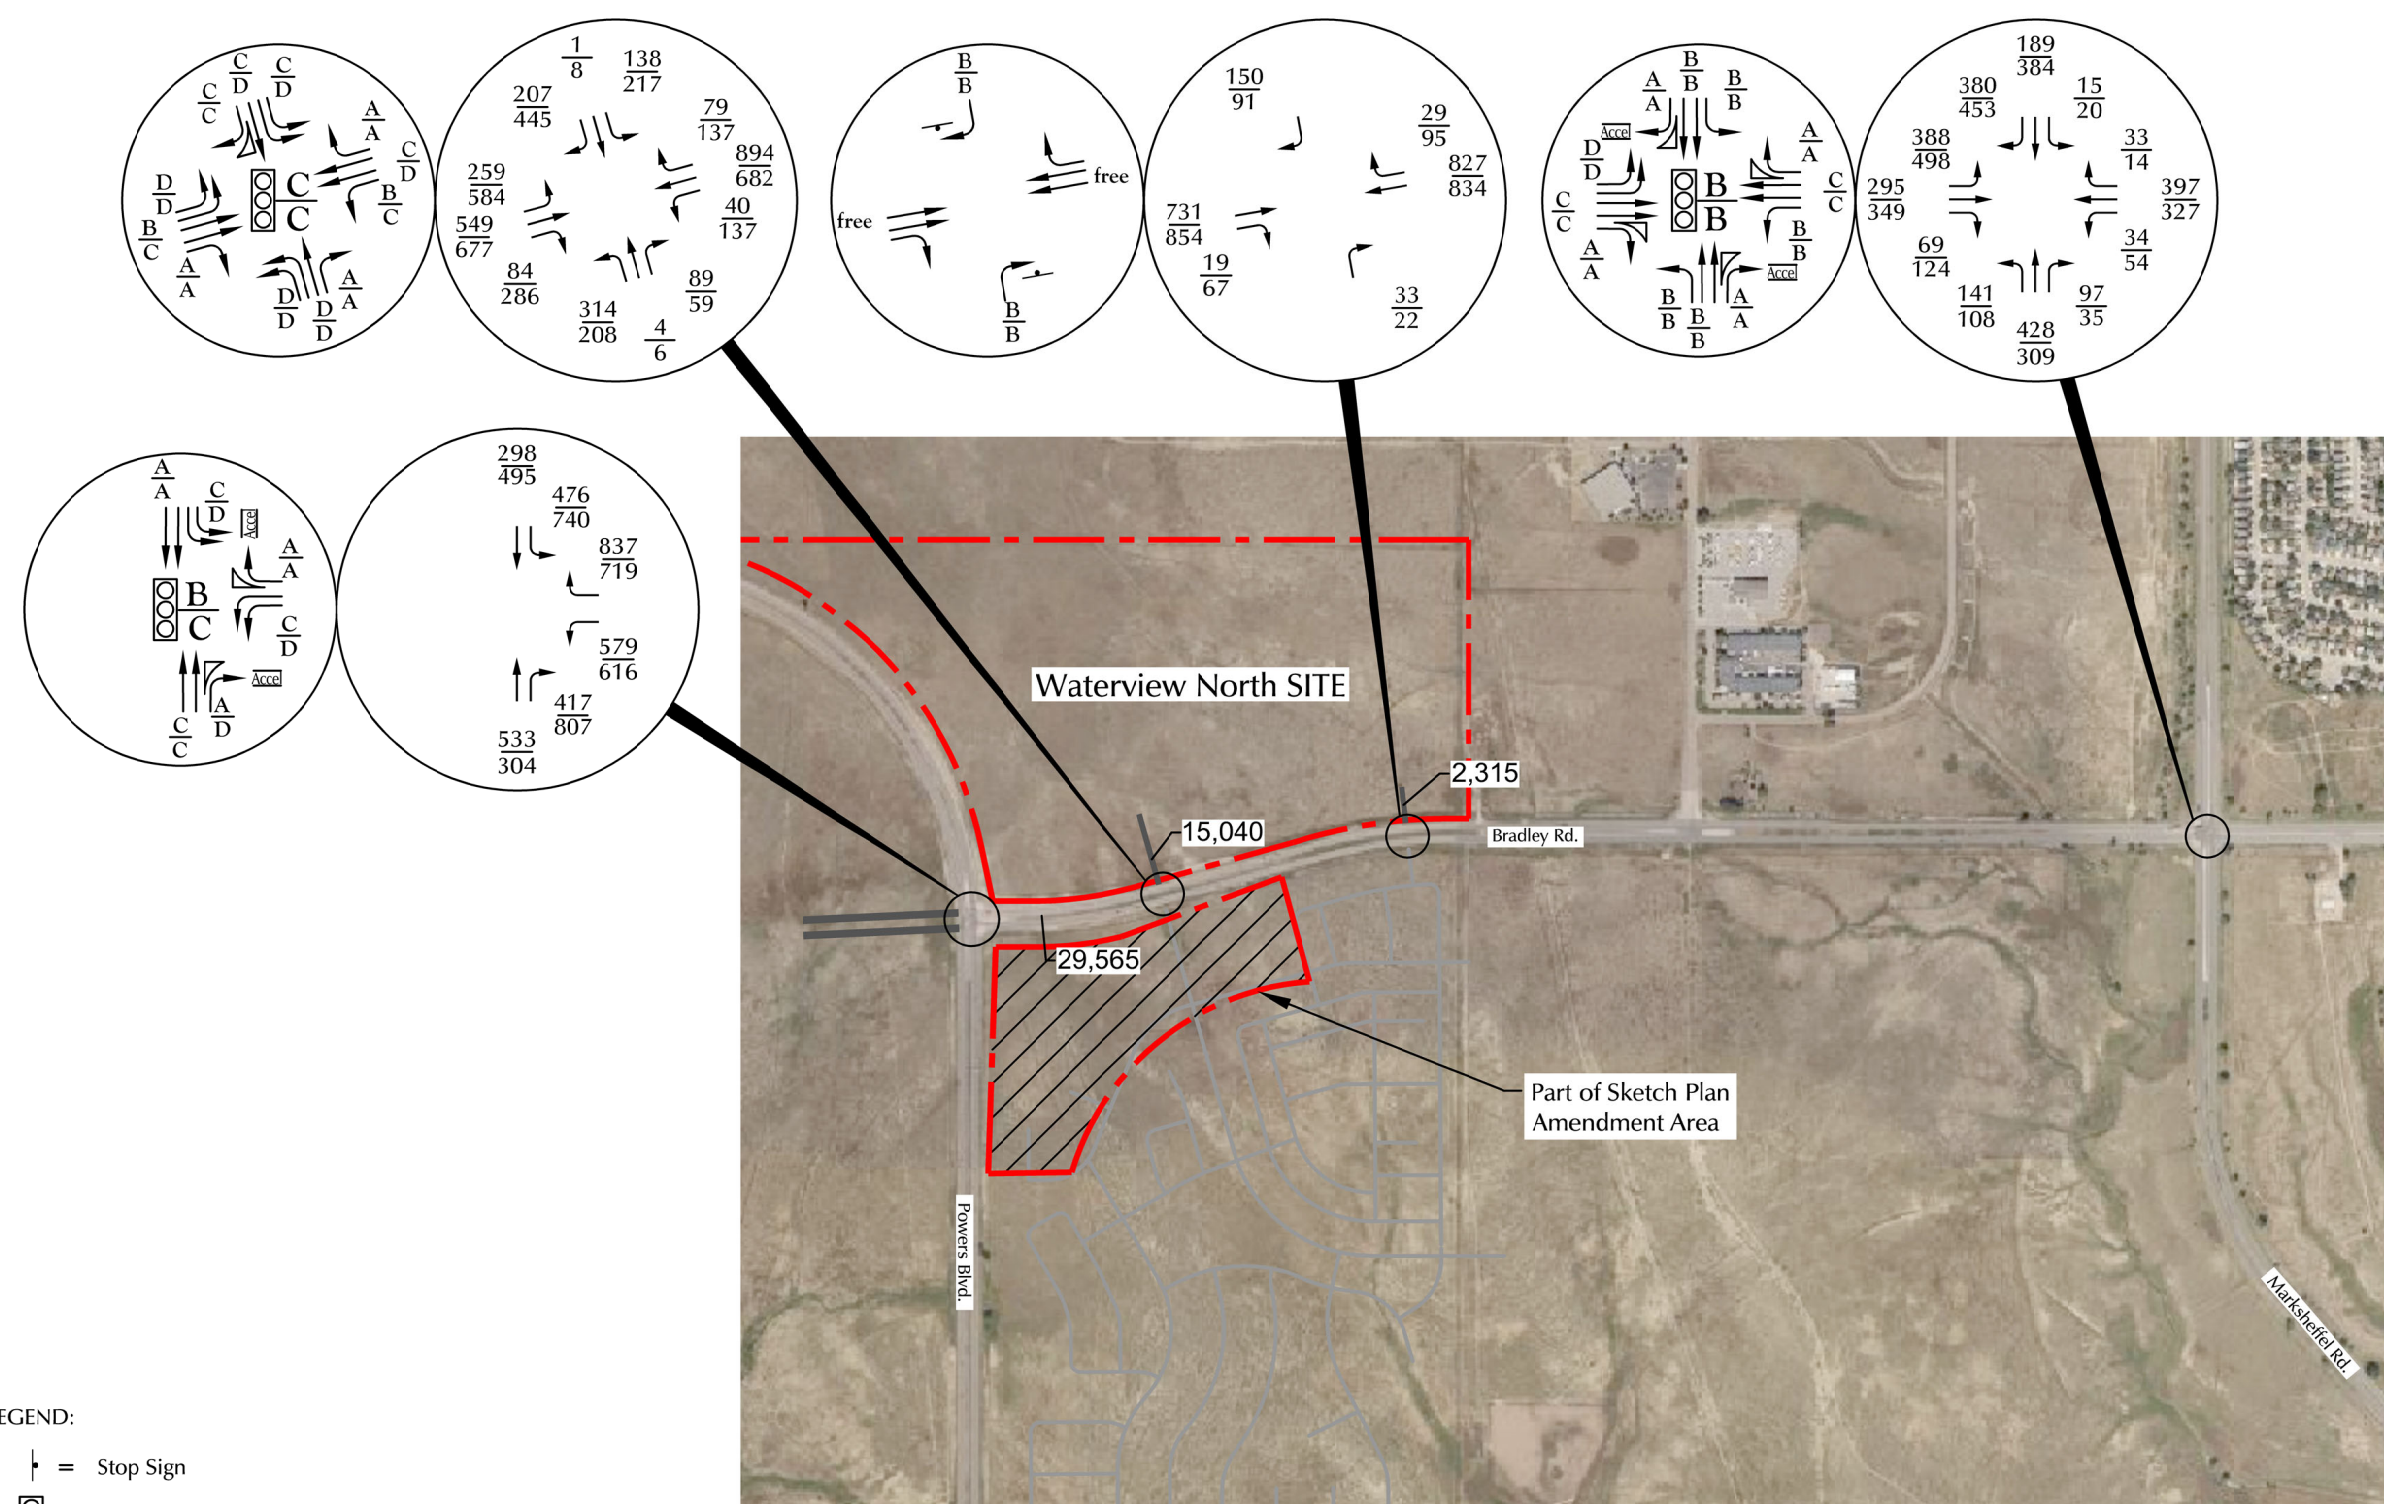 C
D
C
D
C
C
A
A
C
D
B
C
D
D
B
C
A
A
C
C
D
D
D
D
A
A
1
8
138
217
207
445
79
137
894
682
259
584
549
677
40
137
84
286
89
59
314
208
4
6
B
B
free
free
B
B
150
91
29
95
827
834
731
854
19
67
33
22
B
B
A
A
B
B
Accel
A
A
D
D
C
C
C
C
B
B
A
A
B
B
Accel
B
B
A
A
B
B
189
384
380
453
15
20
388
498
33
14
295
349
397
327
69
124
34
54
141
108
97
35
428
309
A
A
C
D
Accel
A
A
B
C
C
D
Accel
A
D
C
C
298
495
476
740
837
719
579
616
417
807
533
304
Waterview North SITE
2,315
15,040
Bradley Rd.
29,565
Part of Sketch Plan
Amendment Area
Powers Blvd.
Marksheffel Rd.
EGEND:
= Stop Sign